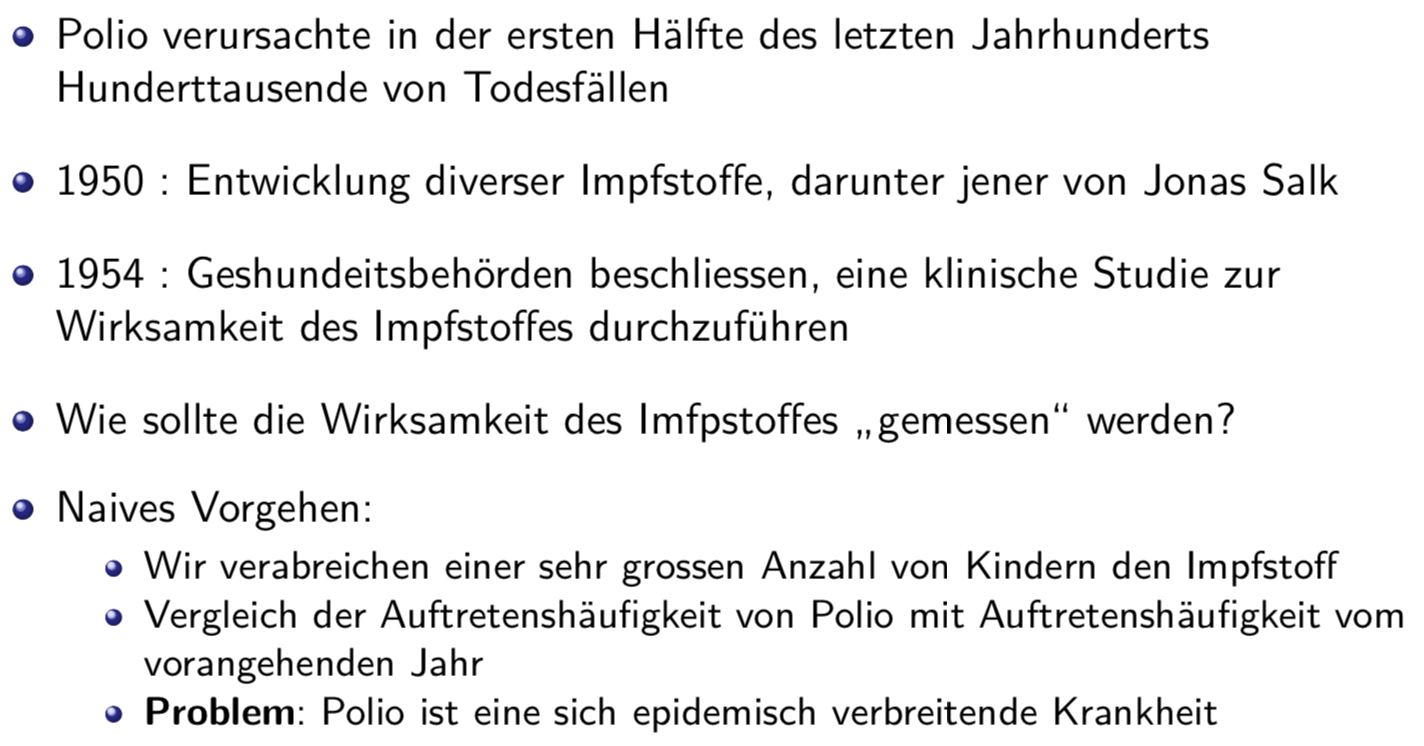 Polio verursachte in der ersten Hälfte des letzten Jahrhunderts
Hunderttausende von Todesfällen
1950 : Entwicklung diverser Impfstoffe, darunter jener von Jonas Salk
1954 : Geshundeitsbehörden beschliessen, eine klinische Studie zur
Wirksamkeit des Impfstoffes durchzuführen
Wie sollte die Wirksamkeit des Imfpstoffes „gemessen“ werden?
Naives Vorgehen:
Wir verabreichen einer sehr grossen Anzahl von Kindern den Impfstoff
Vergleich der Auftretenshäufigkeit von Polio mit Auftretenshäufigkeit vom
vorangehenden Jahr
Problem: Polio ist eine sich epidemisch verbreitende Krankheit